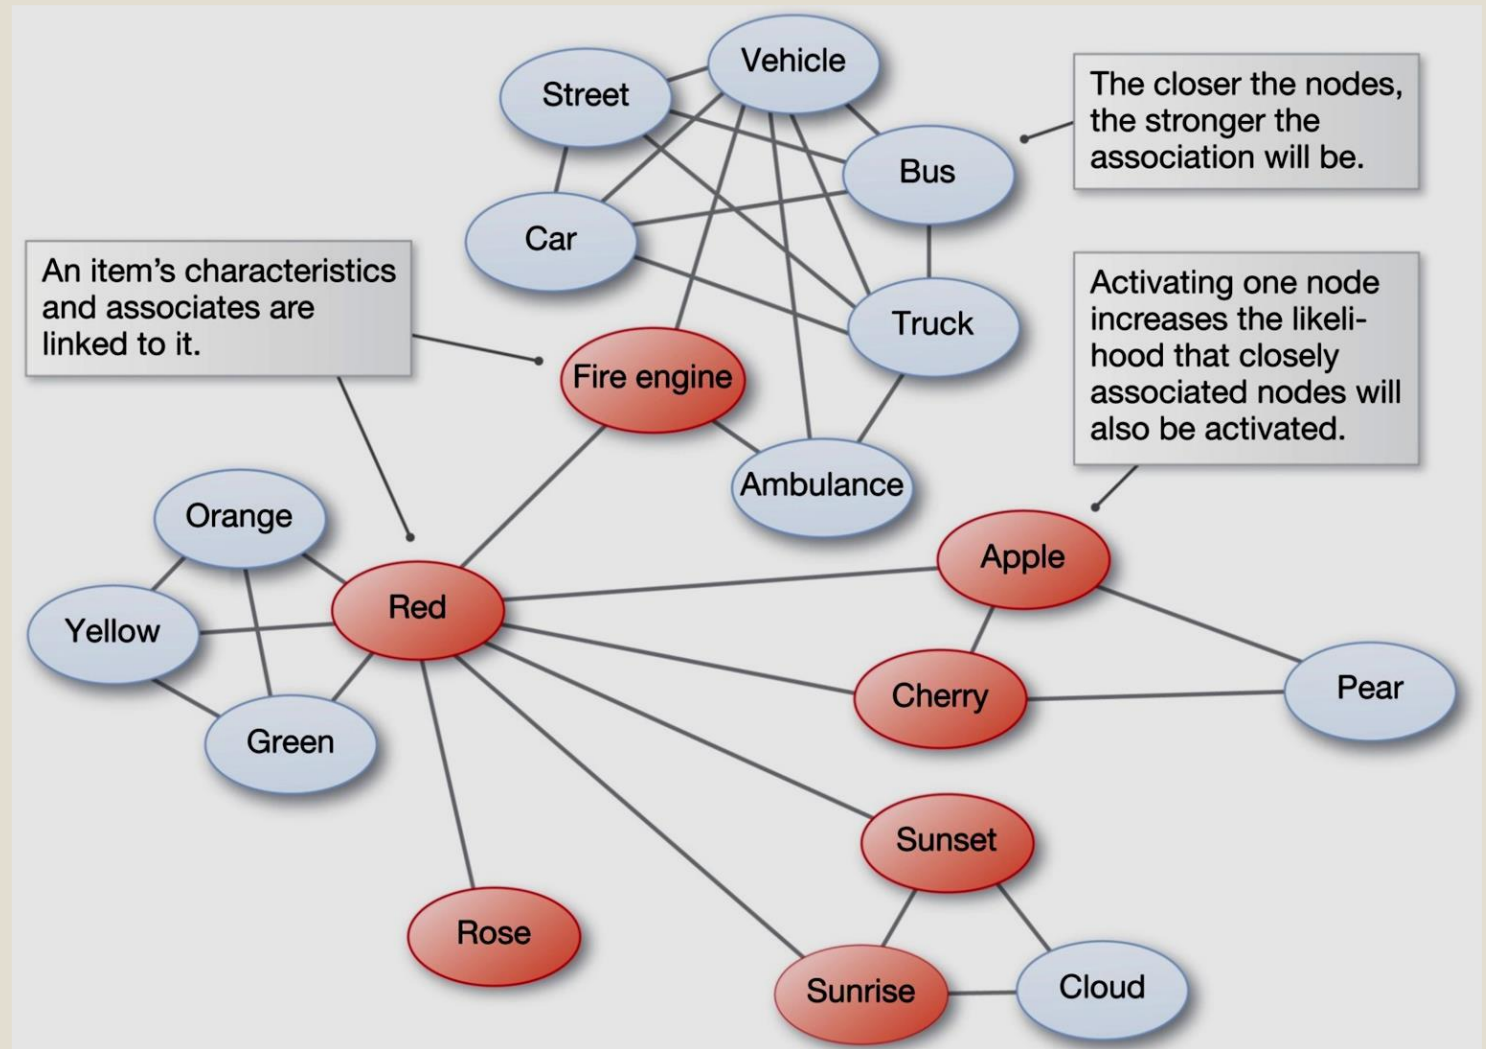 Vehicle
Street
The closer the nodes,
the stronger the
association will be.
Bus
Car
An item’s characteristics
and associates are
linked to it.
Activating one node
increases the likeli-
hood that closely
associated nodes will
also be activated.
Truck
Fire engine
Ambulance
Orange
Apple
Red
Yellow
Cherry
Pear
Green
Sunset
Rose
Sunrise
Cloud